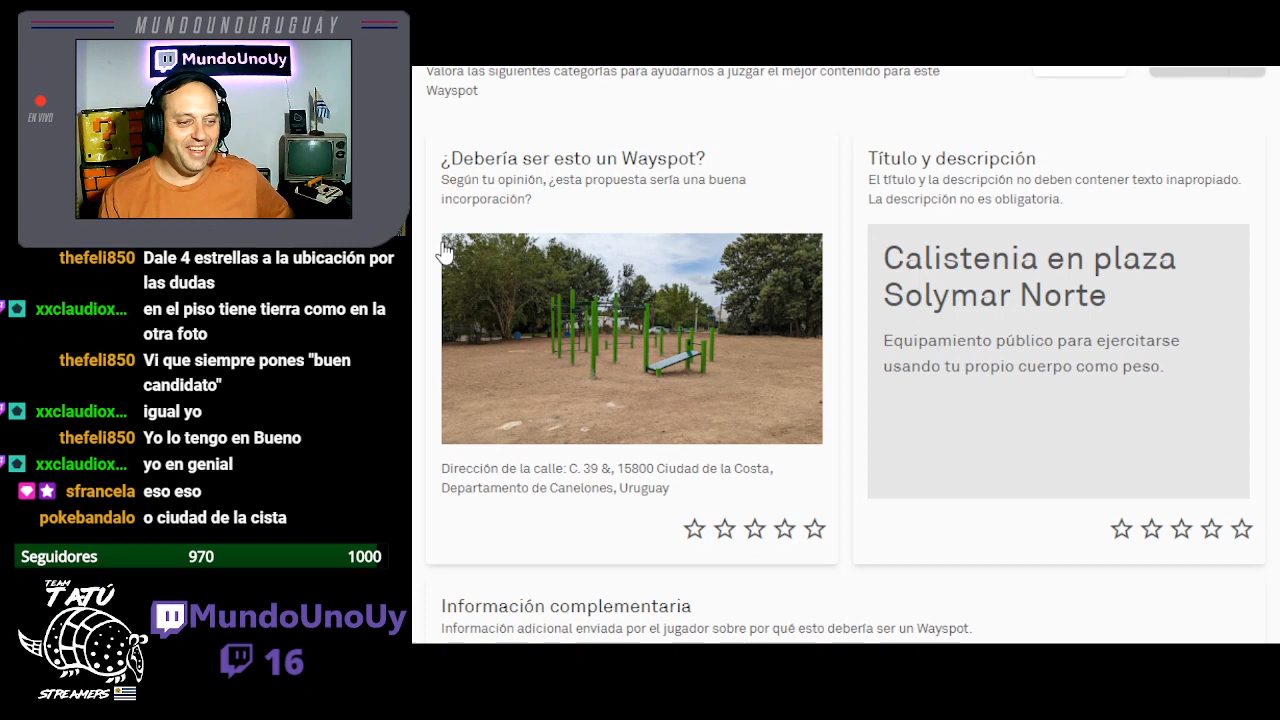 MUNDOUNOURUGUAY
MundoUnoUy
EN VIVO
thefeli850 Dale 4 estrellas a la ubicación por
las dudas
xxclaudiox... en el piso tiene tierra como en la
otra foto
thefeli850 Vi que siempre pones "buen
candidato"
xxclaudiox... igual yo
thefeli850 Yo lo tengo en Bueno
xxclaudiox... yo en genial
sfrancela eso eso
pokebandalo o ciudad de la cista
Seguidores 970 1000
TEAM
TATÚ
STREAMERS
MundoUnoUy
16
Valora las siguientes categorías para ayudarnos a juzgar el mejor contenido para este
Wayspot
¿Debería ser esto un Wayspot?
Según tu opinión, ¿esta propuesta sería una buena
incorporación?
Dirección de la calle: C. 39 &, 15800 Ciudad de la Costa,
Departamento de Canelones, Uruguay
Título y descripción
El título y la descripción no deben contener texto inapropiado.
La descripción no es obligatoria.
Calistenia en plaza
Solymar Norte
Equipamiento público para ejercitarse
usando tu propio cuerpo como peso.
Información complementaria
Información adicional enviada por el jugador sobre por qué esto debería ser un Wayspot.